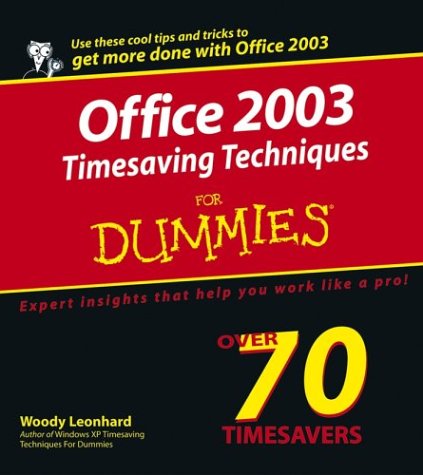 Use these cool tips and tricks to
get more done with Office 2003
Office 2003
Timesaving Techniques
FOR
DUMMIES®
Expert insights that help you work like a pro!
OVER
70
TIMESAVERS
Woody Leonhard
Author of Windows XP Timesaving
Techniques For Dummies